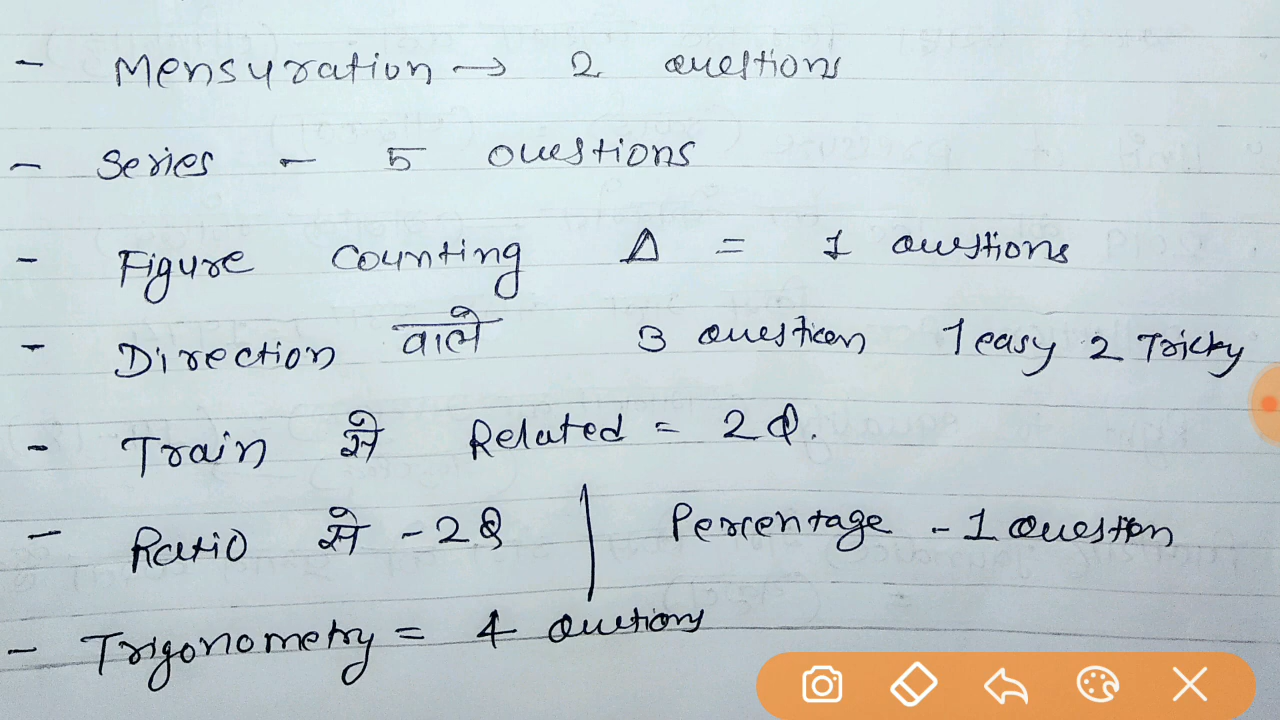 - Mensuration → 2 questions
- Series - 5 Questions
- Figure Counting Δ = 1 Questions
- Direction वाले 3 Question 1 easy 2 Tricky
- Train से Related = 2Q.
- Ratio से - 2Q | Percentage - 1 Question
- Trigonometry = 4 Questions